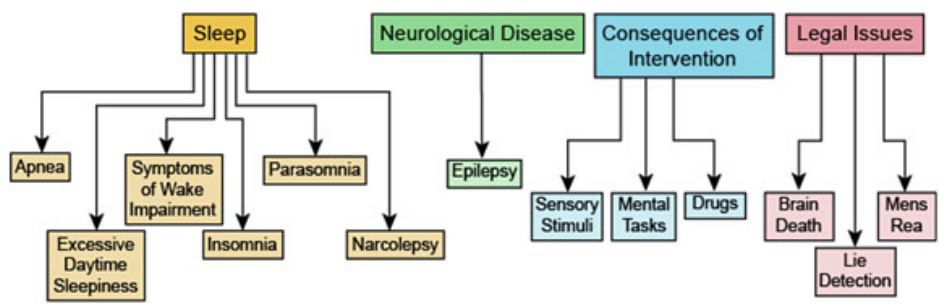 Sleep
Neurological Disease
Consequences of
Intervention
Legal Issues
Apnea
Symptoms
of Wake
Impairment
Parasomnia
Excessive
Daytime
Sleepiness
Insomnia
Narcolepsy
Epilepsy
Sensory
Stimuli
Mental
Tasks
Drugs
Brain
Death
Lie
Detection
Mens
Rea